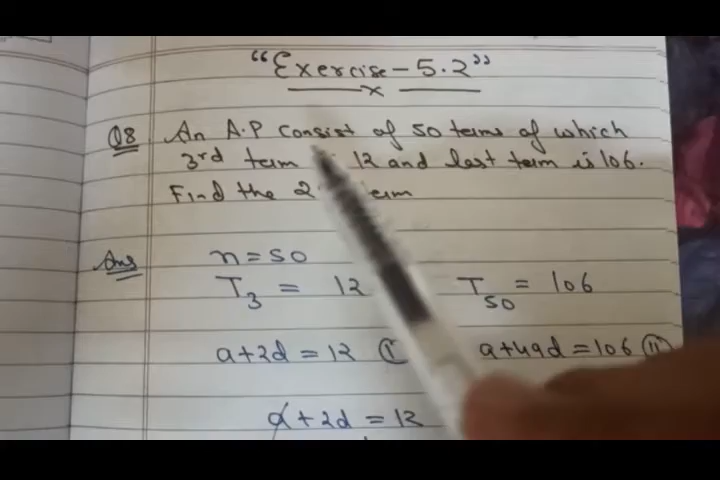 "Exercise-5.2"
Q8 An A.P consist of 50 terms of which
3rd term 12 and last term is 106.
Find the
Ans n=50
T3 = 12 T50 = 106
a+2d=12 (I a+49d=106 (II)
a+2d=12